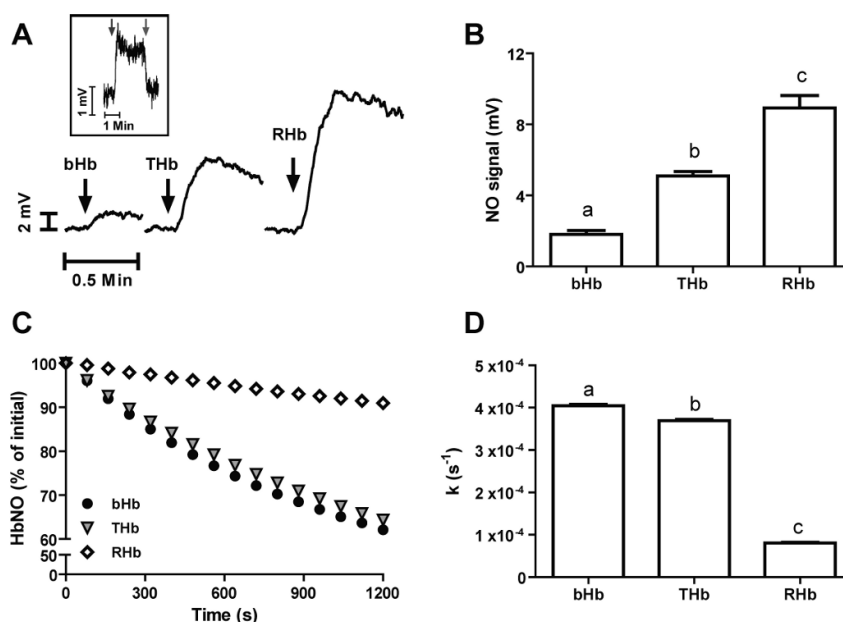 A
1 mV
1 Min
bHb
THb
RHb
2 mV
0.5 Min
B
NO signal (mV)
12
8
4
0
a
b
c
bHb
THb
RHb
C
HbNO (% of initial)
100
90
80
70
60
50
0
bHb
THb
RHb
0
300
600
900
1200
Time (s)
D
k (s⁻¹)
5 x10⁻⁴
4 x10⁻⁴
3 x10⁻⁴
2 x10⁻⁴
1 x10⁻⁴
0
a
b
c
bHb
THb
RHb